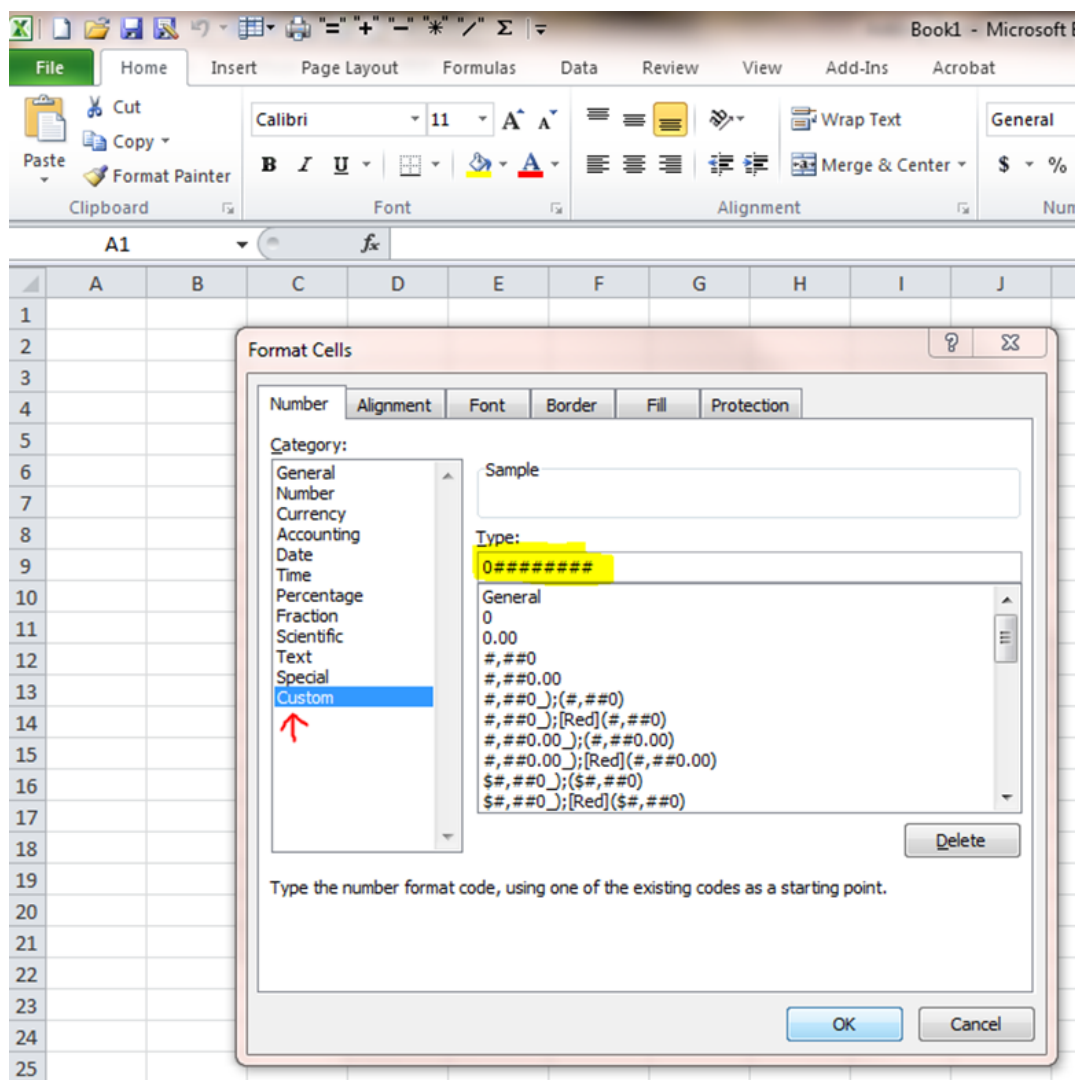 "=" "+" "−" "*" "/" Σ Book1 - Microsoft E
File Home Insert Page Layout Formulas Data Review View Add-Ins Acrobat
Cut
Copy
Paste
Format Painter
Clipboard
Calibri 11 A A
B I U A
Font
Wrap Text
Merge & Center
Alignment
General
$ %
Num
A1 fx
A B C D E F G H I J
1
2
3
4
5
6
7
8
9
10
11
12
13
14
15
16
17
18
19
20
21
22
23
24
25
Format Cells
Number Alignment Font Border Fill Protection
Category:
General
Number
Currency
Accounting
Date
Time
Percentage
Fraction
Scientific
Text
Special
Custom
Sample
Type:
0########
General
0
0.00
#,##0
#,##0.00
#,##0_);(#,##0)
#,##0_);[Red](#,##0)
#,##0.00_);(#,##0.00)
#,##0.00_);[Red](#,##0.00)
$#,##0_);($#,##0)
$#,##0_);[Red]($#,##0)
Delete
Type the number format code, using one of the existing codes as a starting point.
OK Cancel